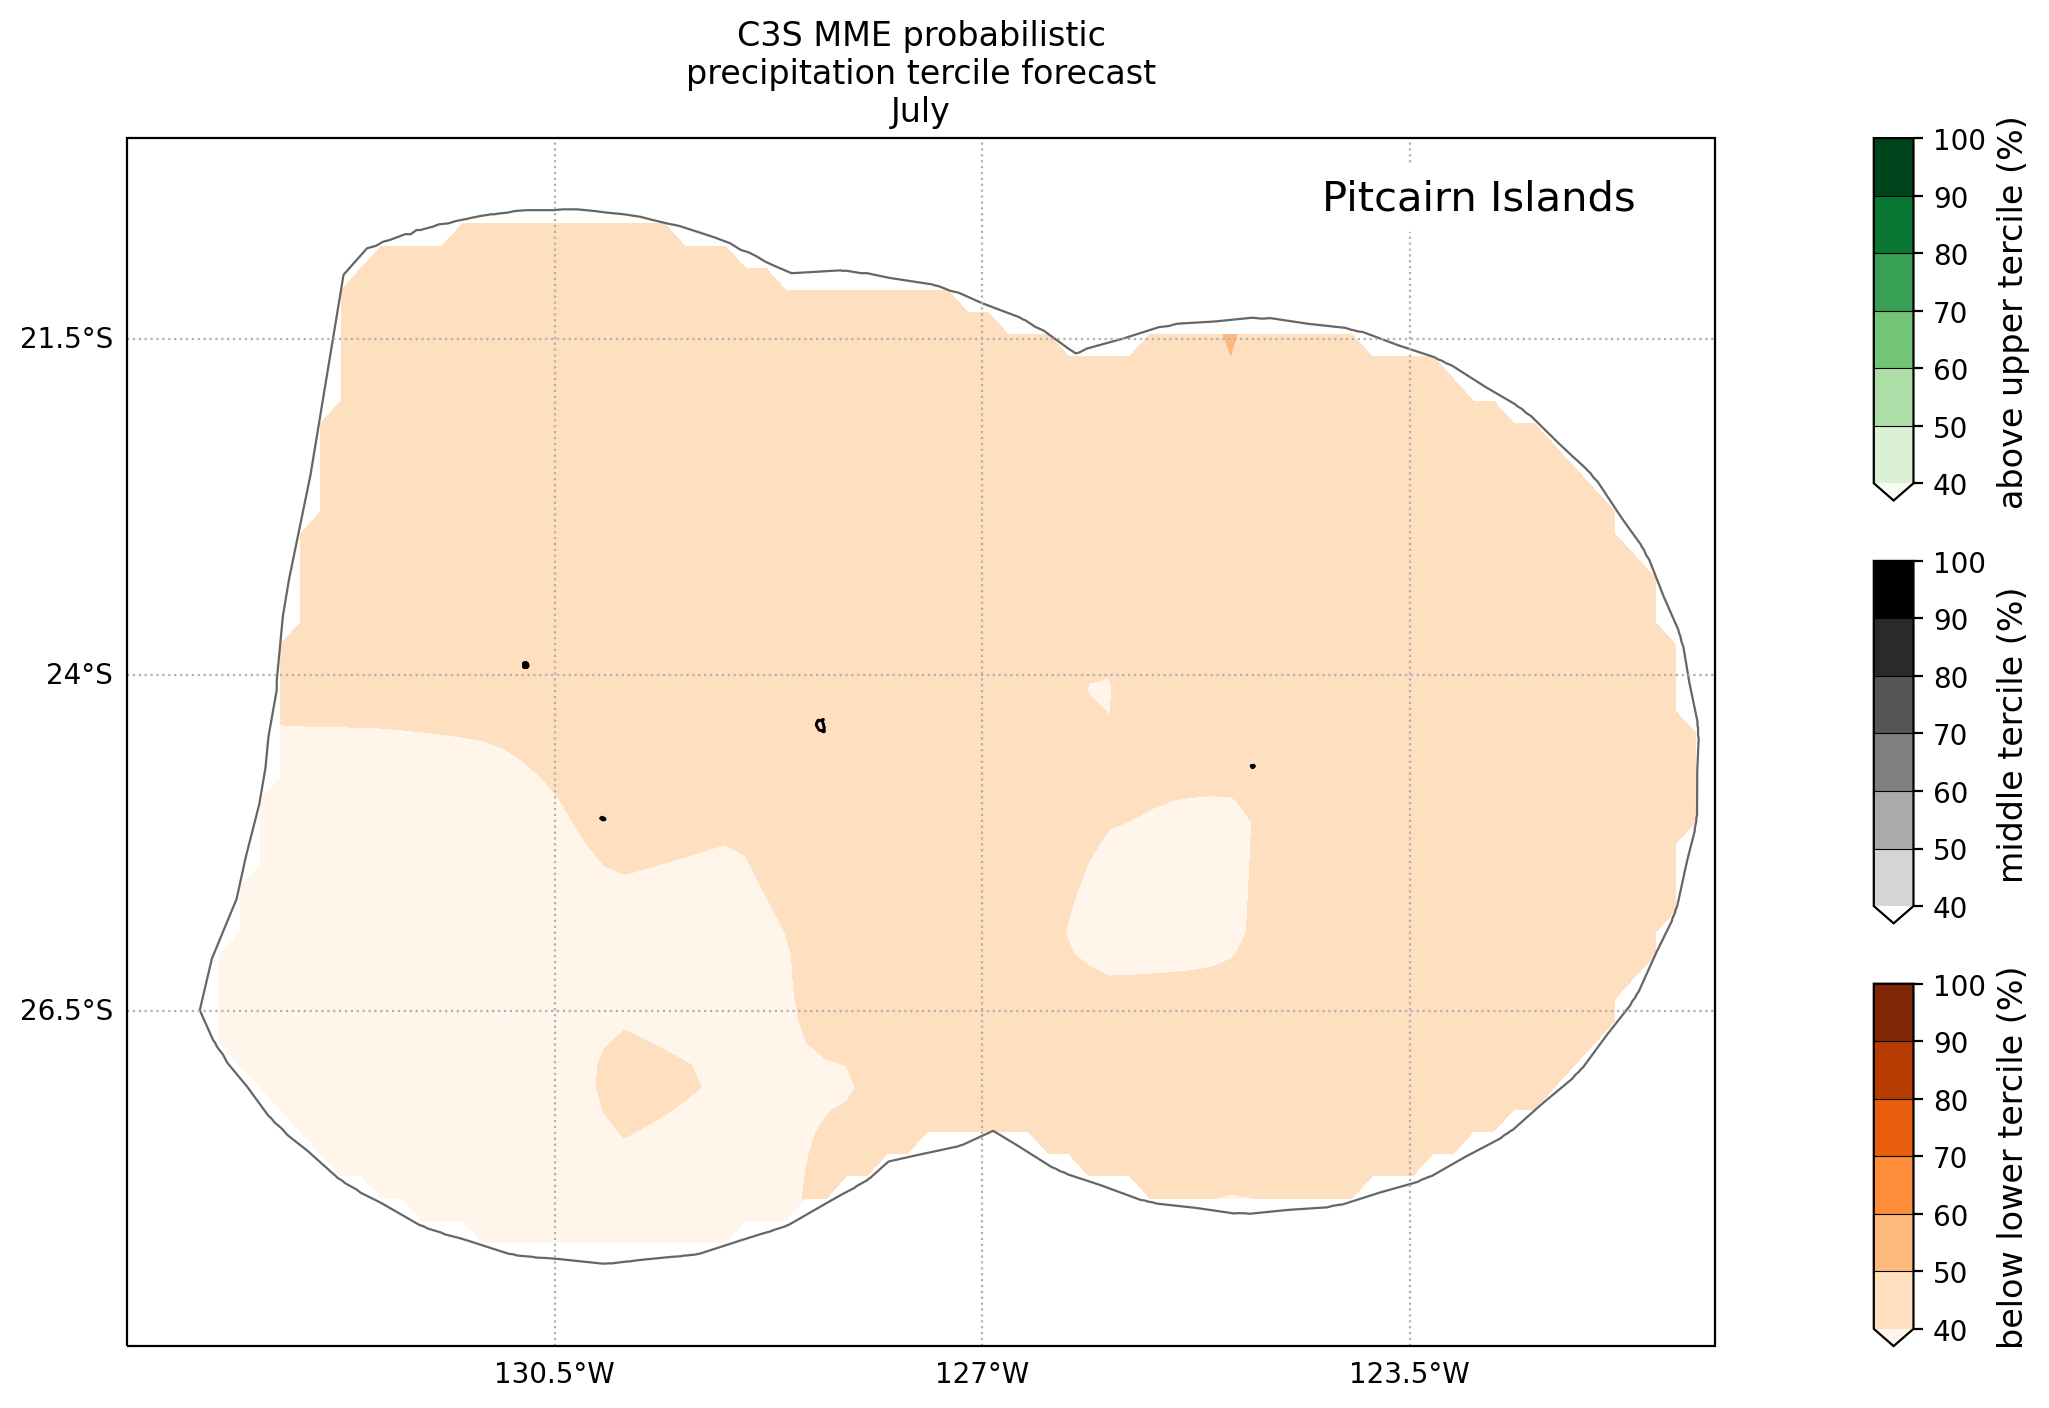 C3S MME probabilistic
precipitation tercile forecast
July
Pitcairn Islands
21.5°S
24°S
26.5°S
130.5°W
127°W
123.5°W
100
90
80
70
60
50
40
above upper tercile (%)
100
90
80
70
60
50
40
middle tercile (%)
100
90
80
70
60
50
40
below lower tercile (%)